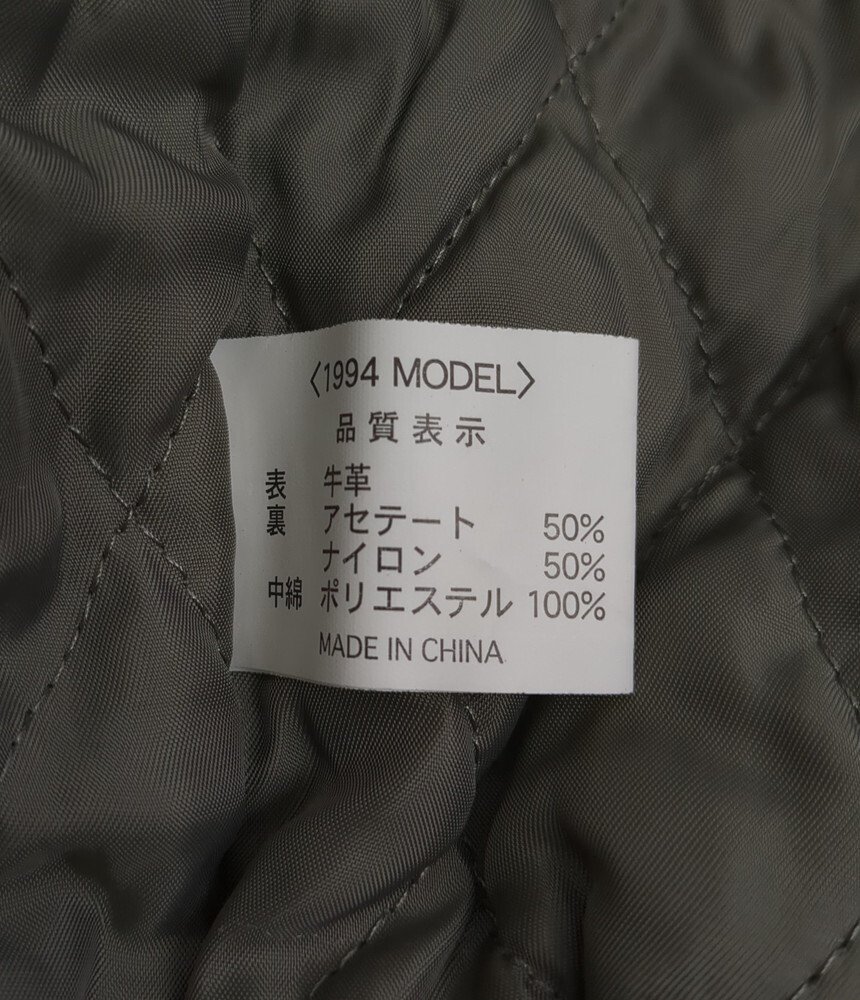 〈1994 MODEL〉
品質表示
表 牛革
裏 アセテート 50%
ナイロン 50%
中綿 ポリエステル 100%
MADE IN CHINA